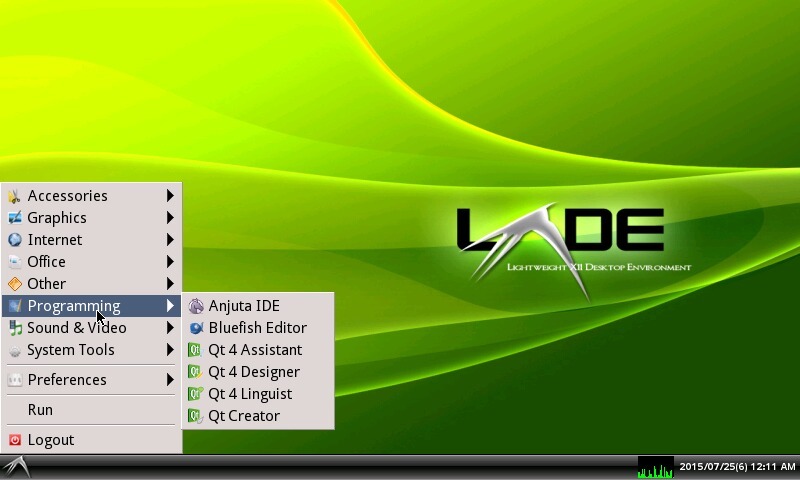 LXDE
Lightweight X11 Desktop Environment
Accessories
Graphics
Internet
Office
Other
Programming
Sound & Video
System Tools
Preferences
Run
Logout
Anjuta IDE
Bluefish Editor
Qt 4 Assistant
Qt 4 Designer
Qt 4 Linguist
Qt Creator
2015/07/25(6) 12:11 AM